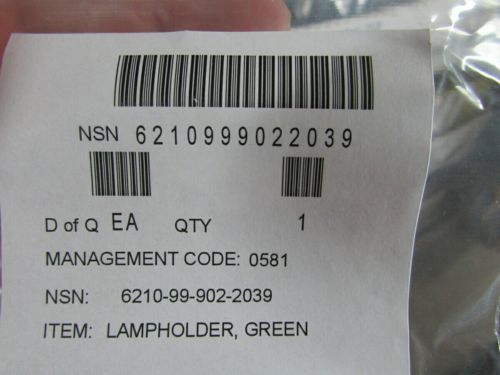 NSN 6210999022039
D of Q EA QTY 1
MANAGEMENT CODE: 0581
NSN: 6210-99-902-2039
ITEM: LAMPHOLDER, GREEN